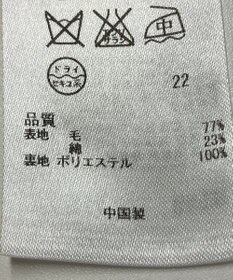 中
ドライ
セキユ系
22
品質
表地 毛 77%
綿 23%
裏地 ポリエステル 100%
中国製